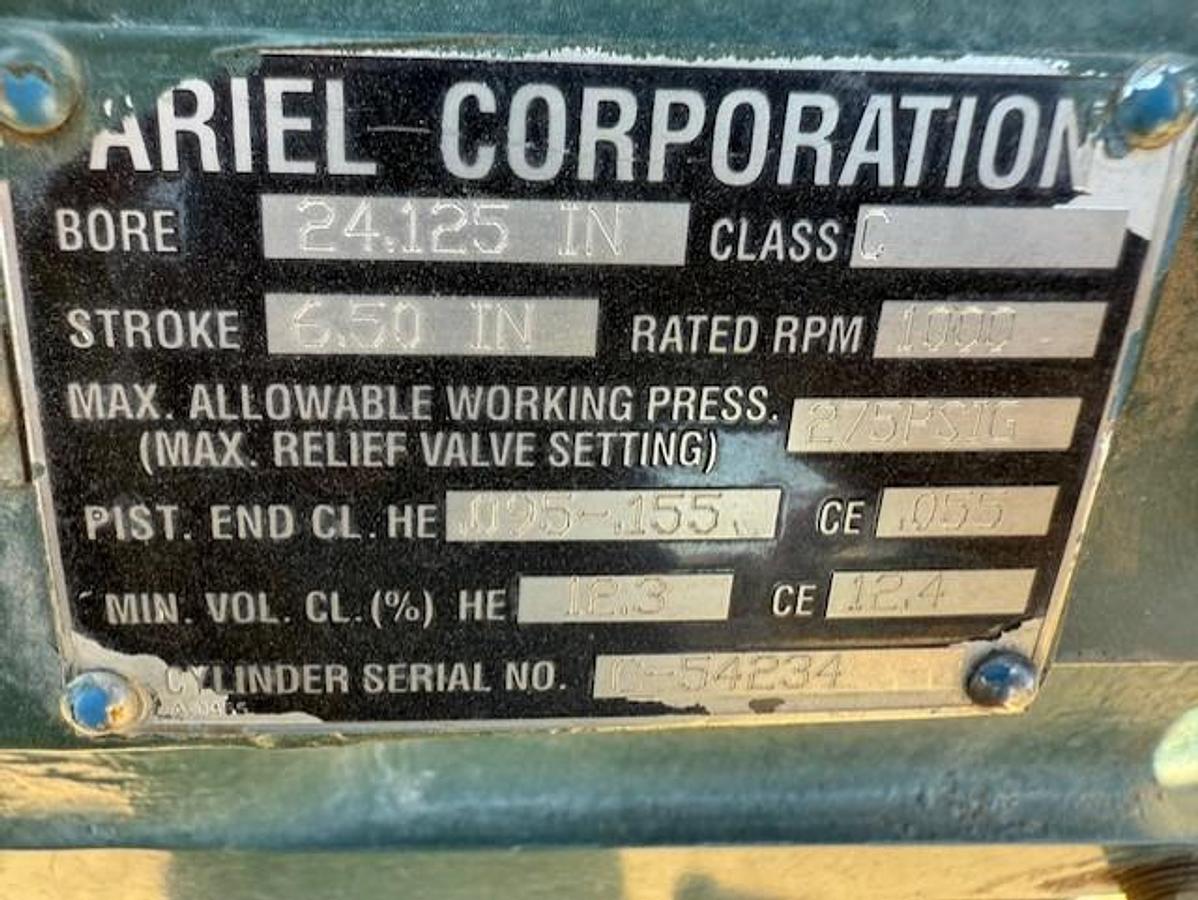 ARIEL CORPORATION
BORE 24.125 IN CLASS C
STROKE 6.50 IN RATED RPM 1000
MAX. ALLOWABLE WORKING PRESS.
(MAX. RELIEF VALVE SETTING) 275PSIG
PIST. END CL. HE .095-.155 CE .055
MIN. VOL. CL. (%) HE 12.3 CE 12.4
CYLINDER SERIAL NO. C-54234